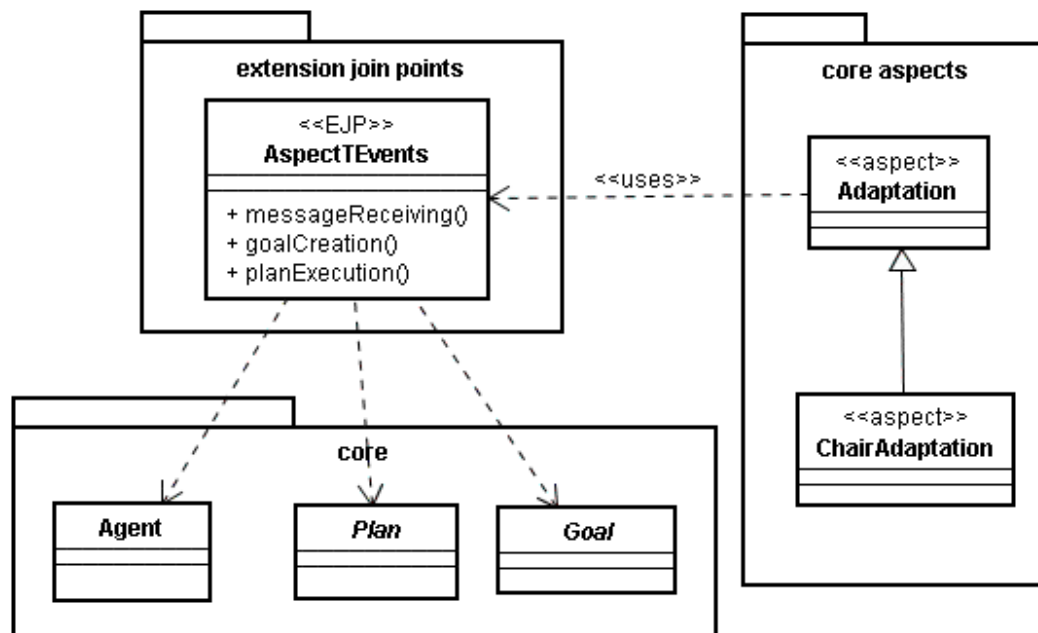 extension join points
<<EJP>>
AspectTEvents
+ messageReceiving()
+ goalCreation()
+ planExecution()
<<uses>>
core aspects
<<aspect>>
Adaptation
<<aspect>>
ChairAdaptation
core
Agent
Plan
Goal